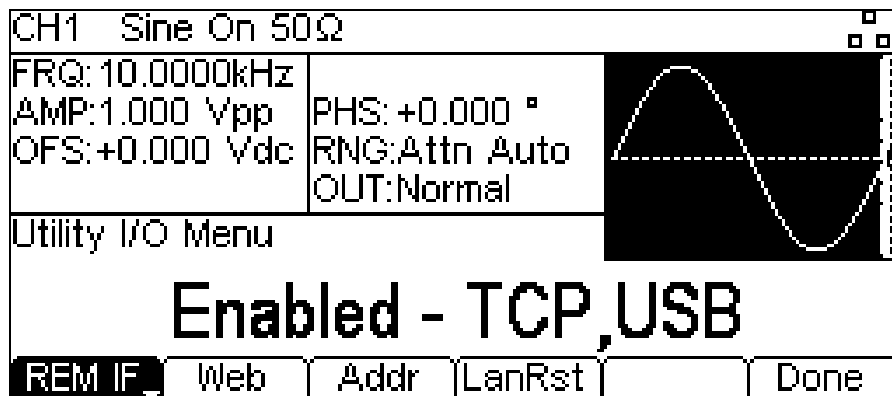 CH1 Sine On 50Ω
FRQ:10.0000kHz
AMP:1.000 Vpp PHS:+0.000 °
OFS:+0.000 Vdc RNG:Attn Auto
OUT:Normal
Utility I/O Menu
Enabled - TCP,USB
REM IF Web Addr LanRst Done